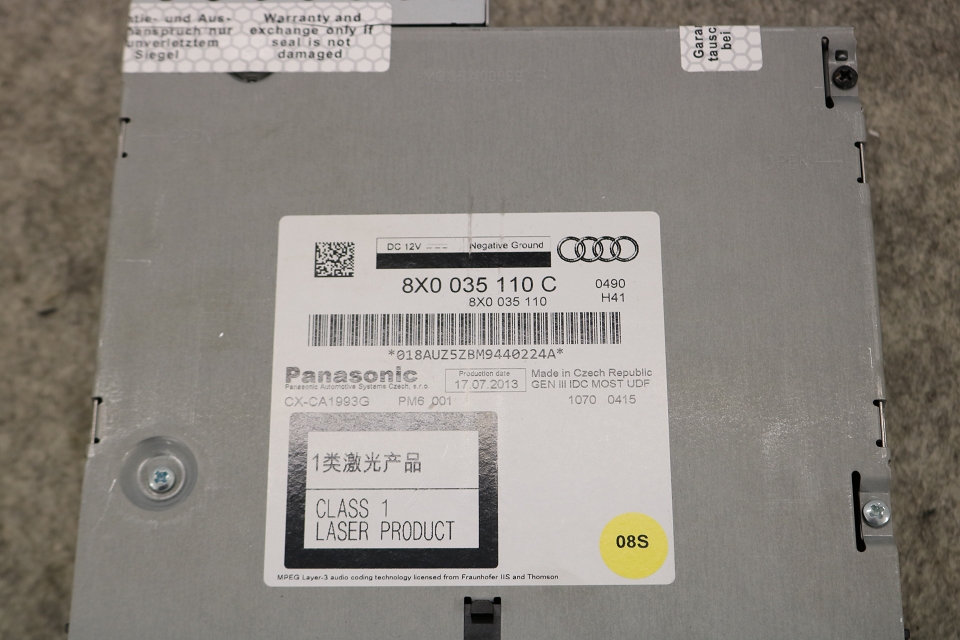 Warranty and
exchange only if
seal is not
damaged
und Aus-
nur
unverletztem
Siegel
Garan
tausc
bei
DC 12V Negative Ground
8X0 035 110 C
8X0 035 110
0490
H41
*018AUZ5ZBM9440224A*
Panasonic
Panasonic Automotive Systems Czech, s.r.o
CX-CA1993G PM6 001
Production date
17.07.2013
Made in Czech Republic
GEN III IDC MOST UDF
1070 0415
1类激光产品
CLASS 1
LASER PRODUCT
08S
MPEG Layer-3 audio coding technology licensed from Fraunhofer IIS and Thomson